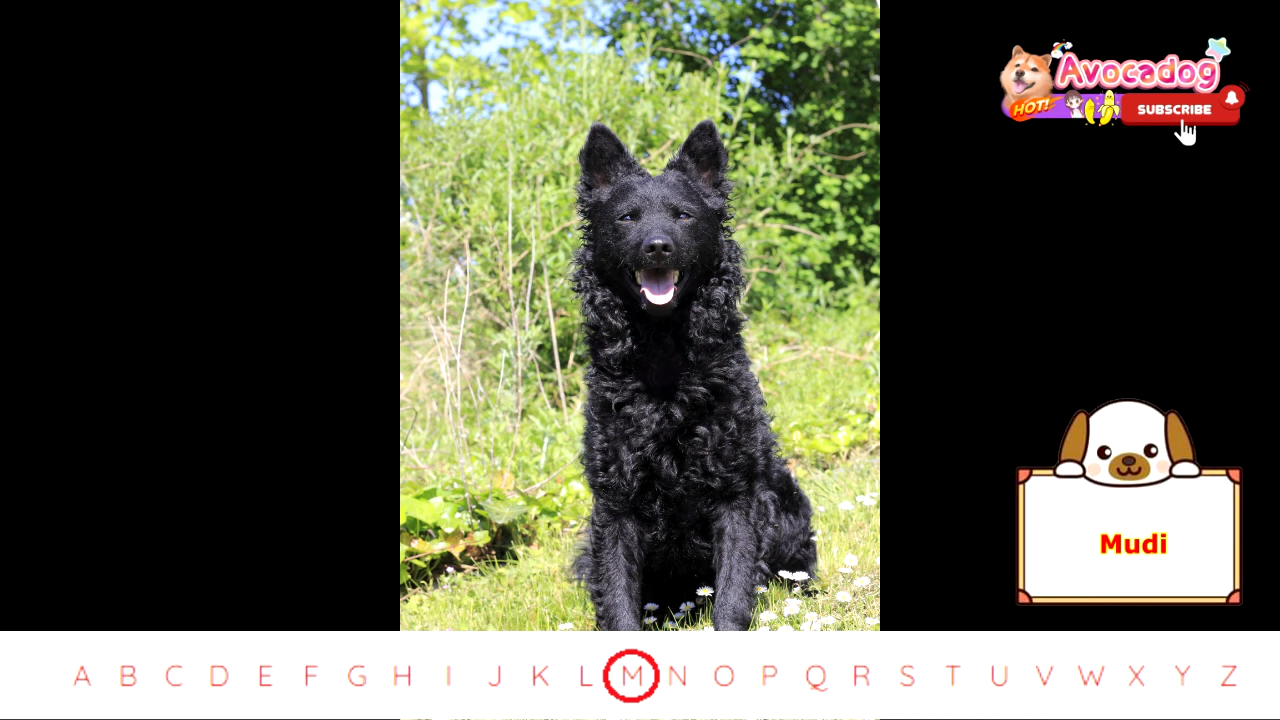 Avocadog
HOT!
SUBSCRIBE
Mudi
A B C D E F G H I J K L M N O P Q R S T U V W X Y Z